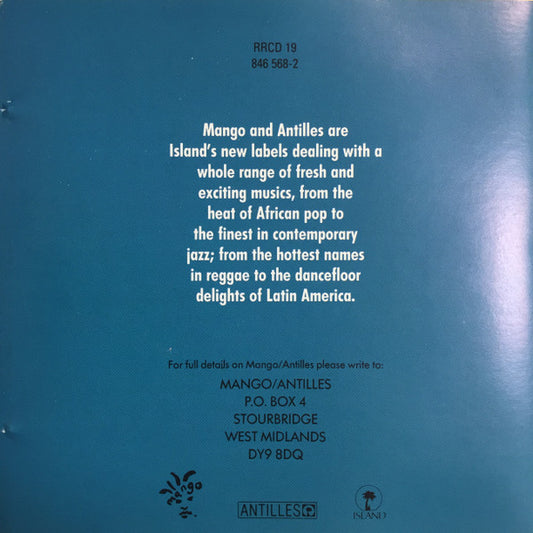 RRCD 19
846 568-2
Mango and Antilles are
Island's new labels dealing with a
whole range of fresh and
exciting musics, from the
heat of African pop to
the finest in contemporary
jazz; from the hottest names
in reggae to the dancefloor
delights of Latin America.
For full details on Mango/Antilles please write to:
MANGO/ANTILLES
P.O. BOX 4
STOURBRIDGE
WEST MIDLANDS
DY9 8DQ
mango
ANTILLES
ISLAND